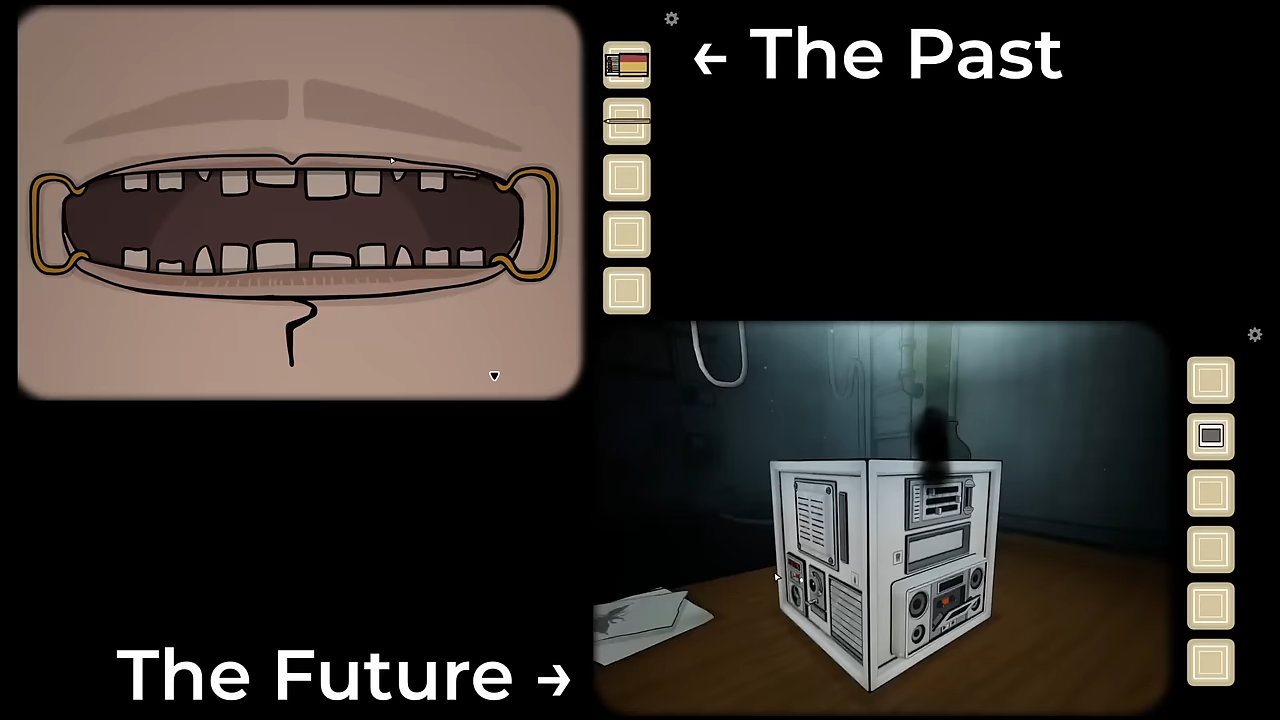 ← The Past
The Future →